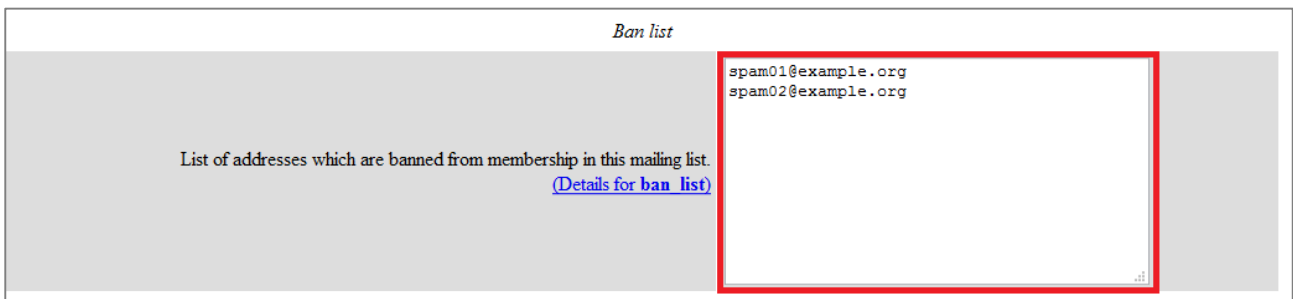 Ban list
spam01@example.org
spam02@example.org
List of addresses which are banned from membership in this mailing list.
(Details for ban_list)